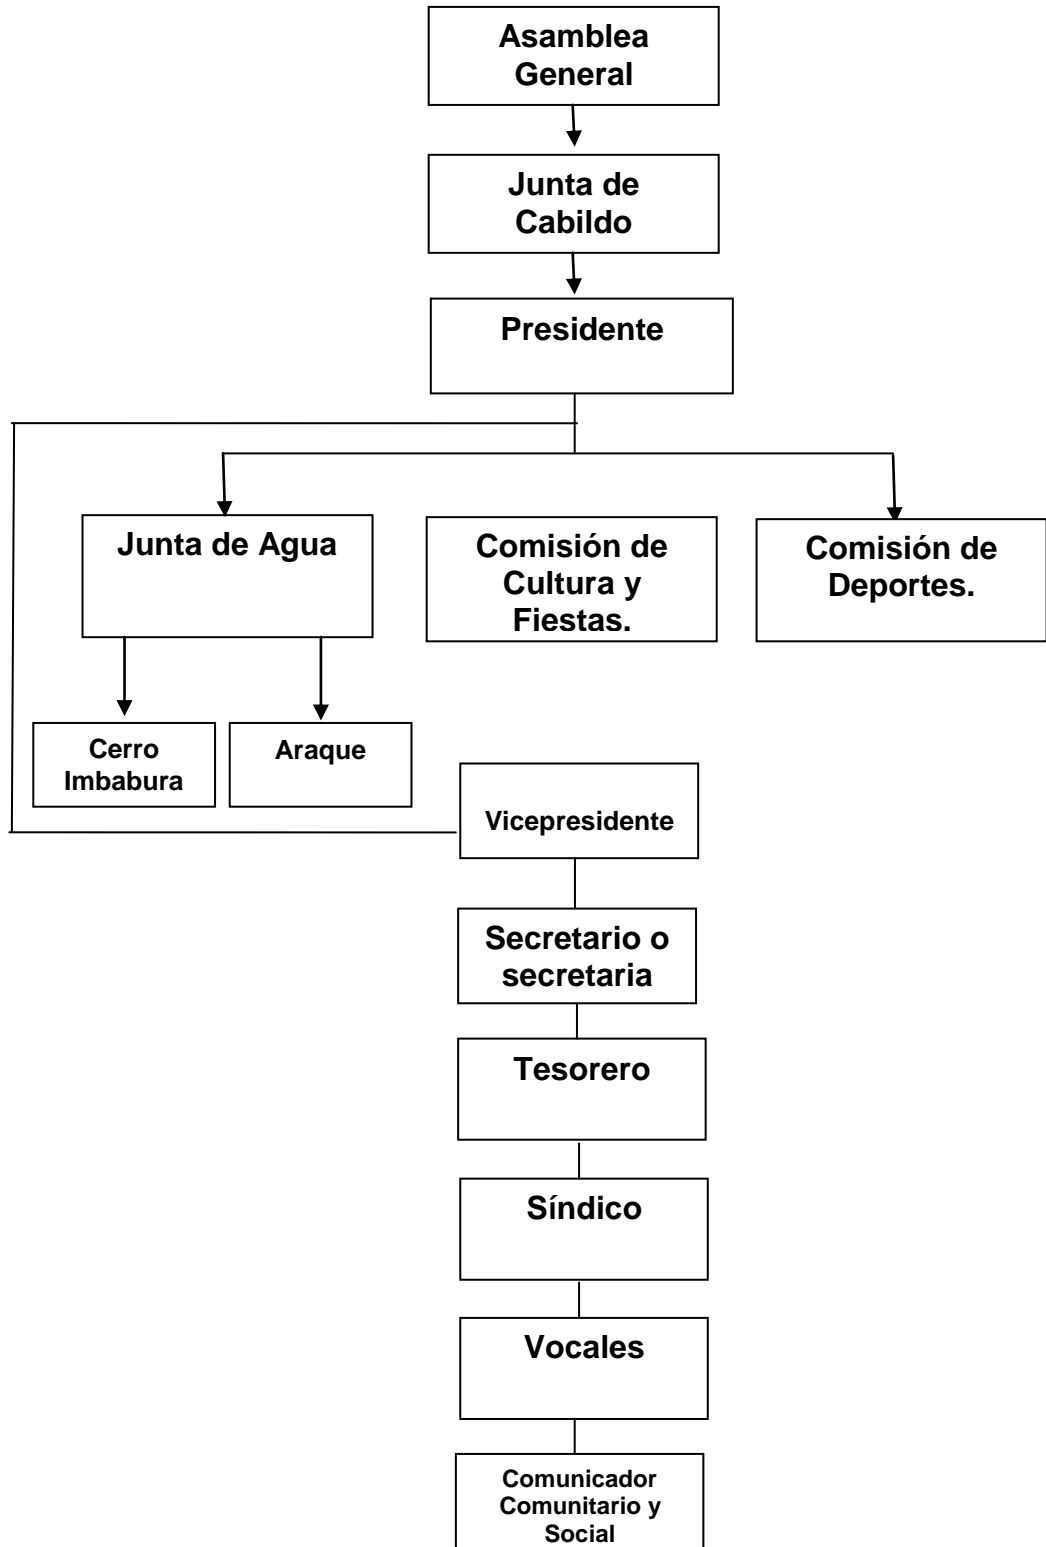 Asamblea
General
Junta de
Cabildo
Presidente
Junta de Agua
Comisión de
Cultura y
Fiestas.
Comisión de
Deportes.
Cerro
Imbabura
Araque
Vicepresidente
Secretario o
secretaria
Tesorero
Síndico
Vocales
Comunicador
Comunitario y
Social